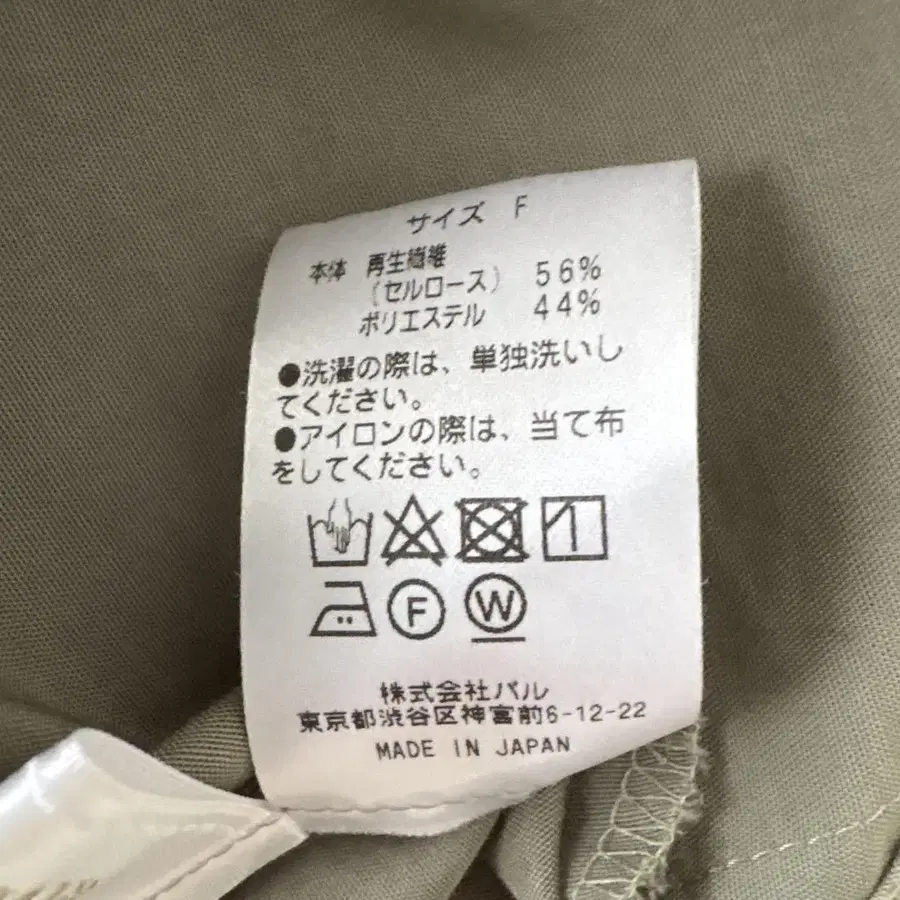 サイズ F
本体 再生繊維
(セルロース) 56%
ポリエステル 44%
●洗濯の際は、単独洗いし
てください。
●アイロンの際は、当て布
をしてください。
F W
株式会社パル
東京都渋谷区神宮前6-12-22
MADE IN JAPAN